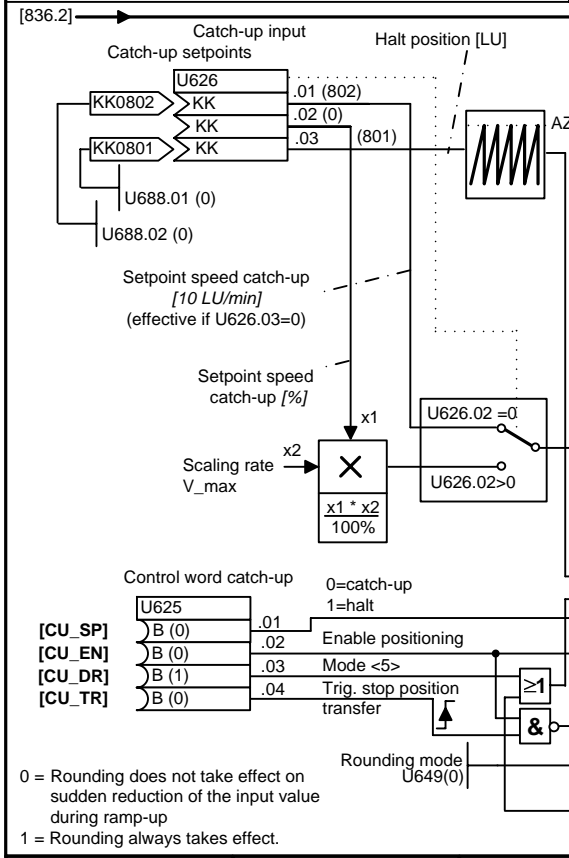 [836.2]
Catch-up input
Catch-up setpoints
Halt position [LU]
U626
KK0802
KK
.01 (802)
KK
.02 (0)
KK0801
KK
.03
(801)
AZ
U688.01 (0)
U688.02 (0)
Setpoint speed catch-up
[10 LU/min]
(effective if U626.03=0)
Setpoint speed
catch-up [%]
x1
x2
Scaling rate
V_max
x1 * x2
100%
U626.02 =0
U626.02>0
Control word catch-up
0=catch-up
1=halt
U625
[CU_SP]
B (0)
.01
[CU_EN]
B (0)
.02
Enable positioning
[CU_DR]
B (1)
.03
Mode <5>
[CU_TR]
B (0)
.04
Trig. stop position
transfer
≥1
&
Rounding mode
U649(0)
0 = Rounding does not take effect on
sudden reduction of the input value
during ramp-up
1 = Rounding always takes effect.